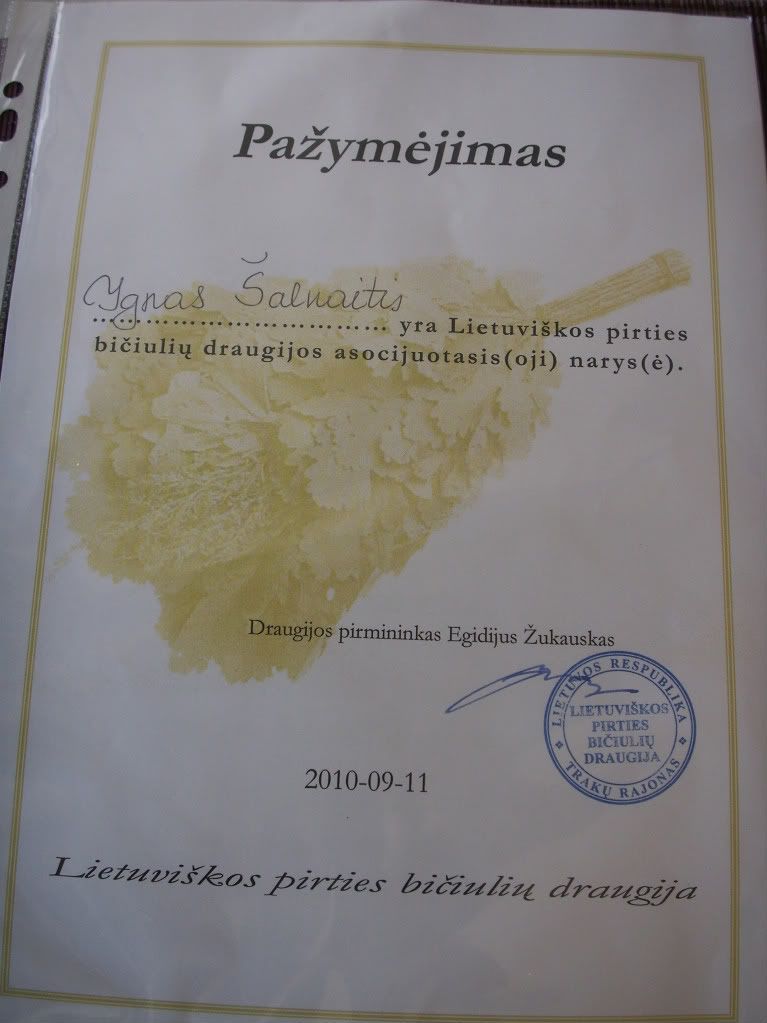 Pažymėjimas
Ygnas Šalnaitis
................................ yra Lietuviškos pirties
bičiulių draugijos asocijuotasis(oji) narys(ė).
Draugijos pirmininkas Egidijus Žukauskas
LIETUVOS RESPUBLIKA
LIETUVIŠKOS
PIRTIES
BIČIULIŲ
DRAUGIJA
TRAKŲ RAJONAS
2010-09-11
Lietuviškos pirties bičiulių draugija